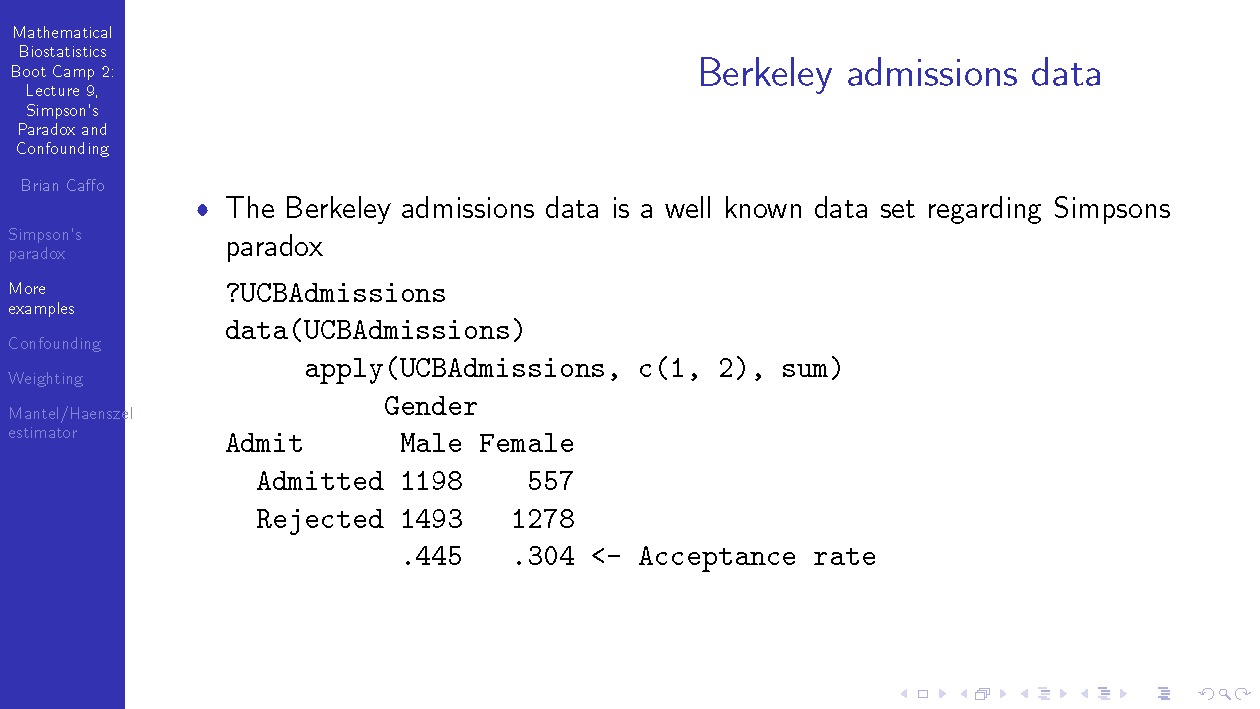 Mathematical
Biostatistics
Boot Camp 2:
Lecture 9,
Simpson's
Paradox and
Confounding
Brian Caffo
Simpson's
paradox
More
examples
Confounding
Weighting
Mantel/Haenszel
estimator
Berkeley admissions data
• The Berkeley admissions data is a well known data set regarding Simpsons
paradox
?UCBAdmissions
data(UCBAdmissions)
apply(UCBAdmissions, c(1, 2), sum)
Gender
Admit Male Female
Admitted 1198 557
Rejected 1493 1278
.445 .304 <- Acceptance rate